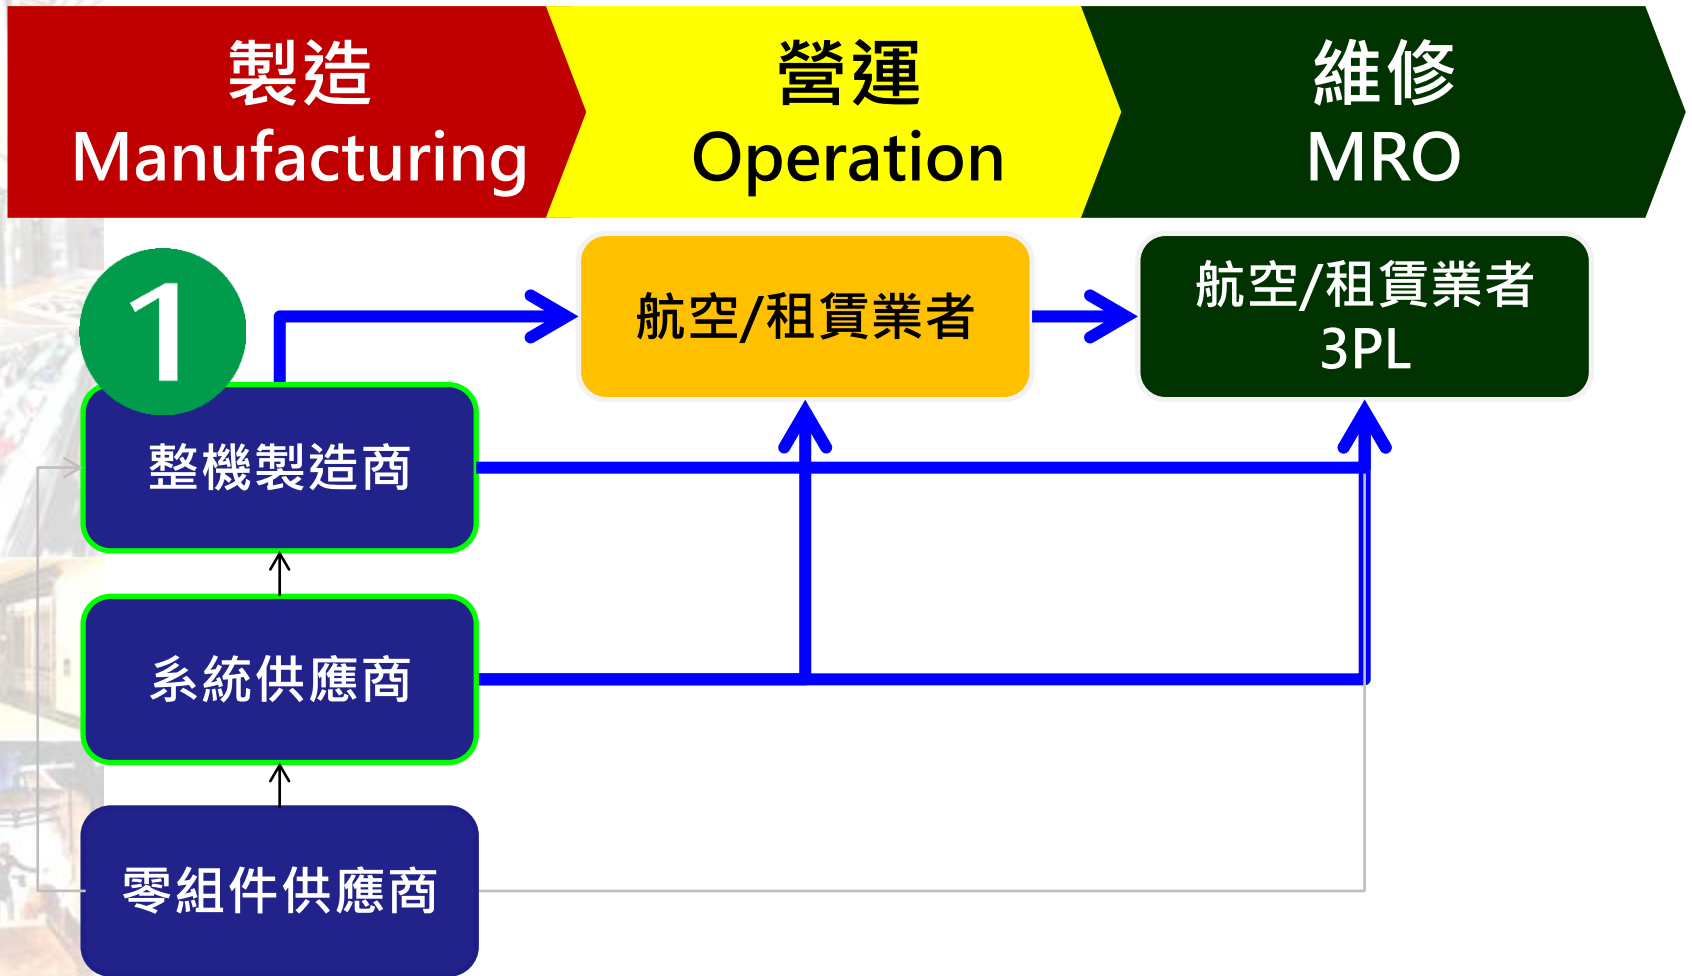 製造
Manufacturing
營運
Operation
維修
MRO
1
航空/租賃業者
航空/租賃業者
3PL
整機製造商
系統供應商
零組件供應商